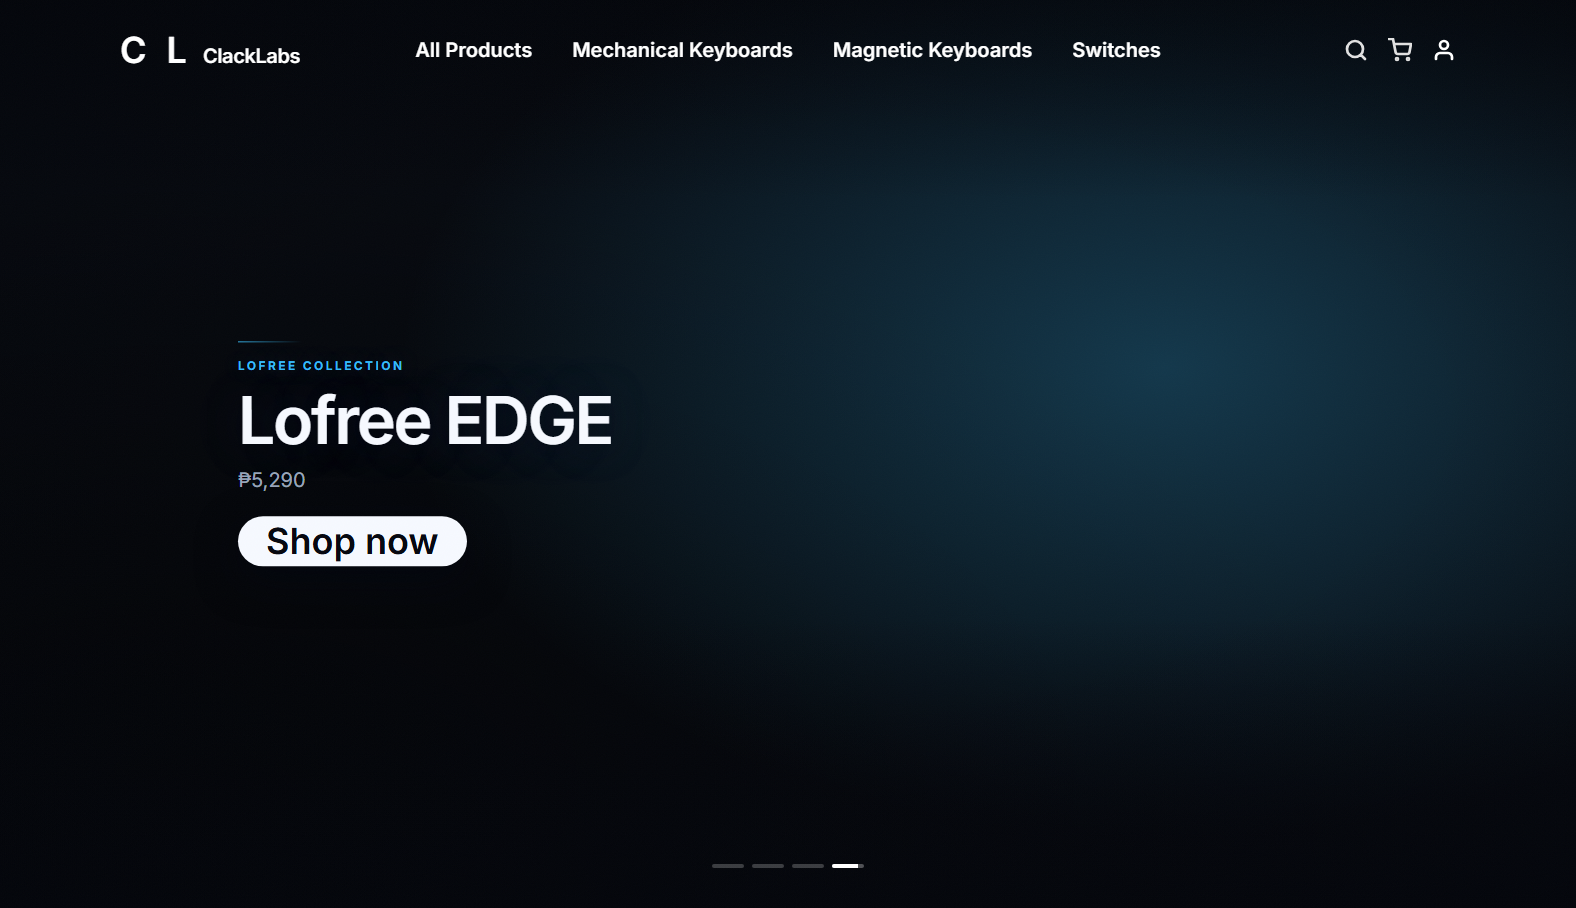 C L ClackLabs
All Products Mechanical Keyboards Magnetic Keyboards Switches
LOFREE COLLECTION
Lofree EDGE
₱5,290
Shop now